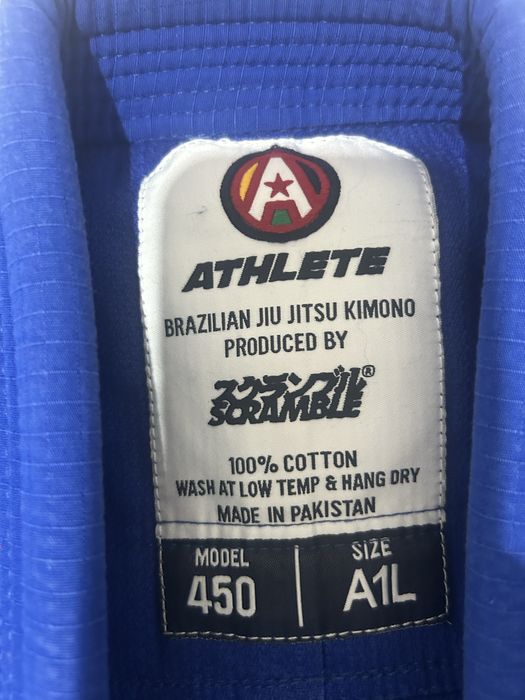 A
ATHLETE
BRAZILIAN JIU JITSU KIMONO
PRODUCED BY
スクランブル®
SCRAMBLE
100% COTTON
WASH AT LOW TEMP & HANG DRY
MADE IN PAKISTAN
MODEL
450
SIZE
A1L